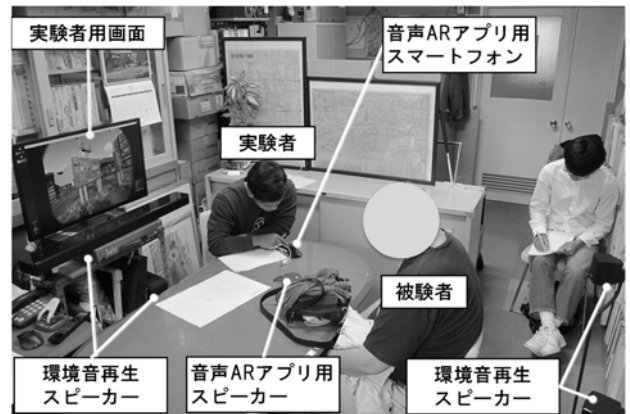 実験者用画面
音声ARアプリ用
スマートフォン
実験者
被験者
環境音再生
スピーカー
音声ARアプリ用
スピーカー
環境音再生
スピーカー